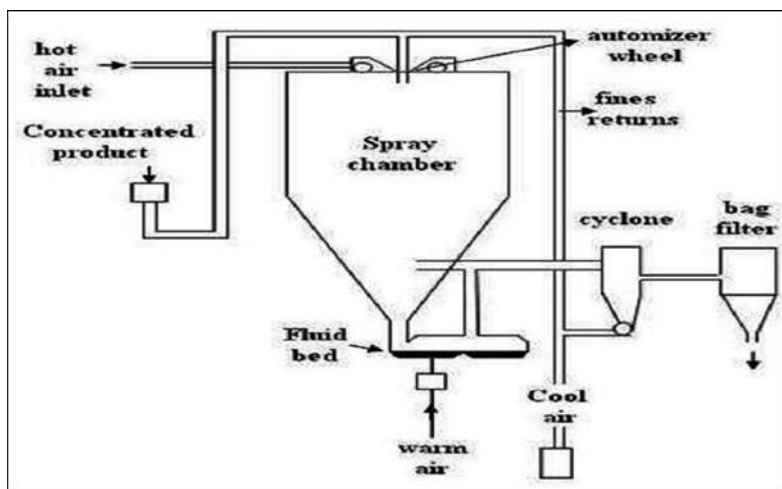 hot
air
inlet
automizer
wheel
fines
returns
Concentrated
product
Spray
chamber
cyclone
bag
filter
Fluid
bed
Cool
air
warm
air